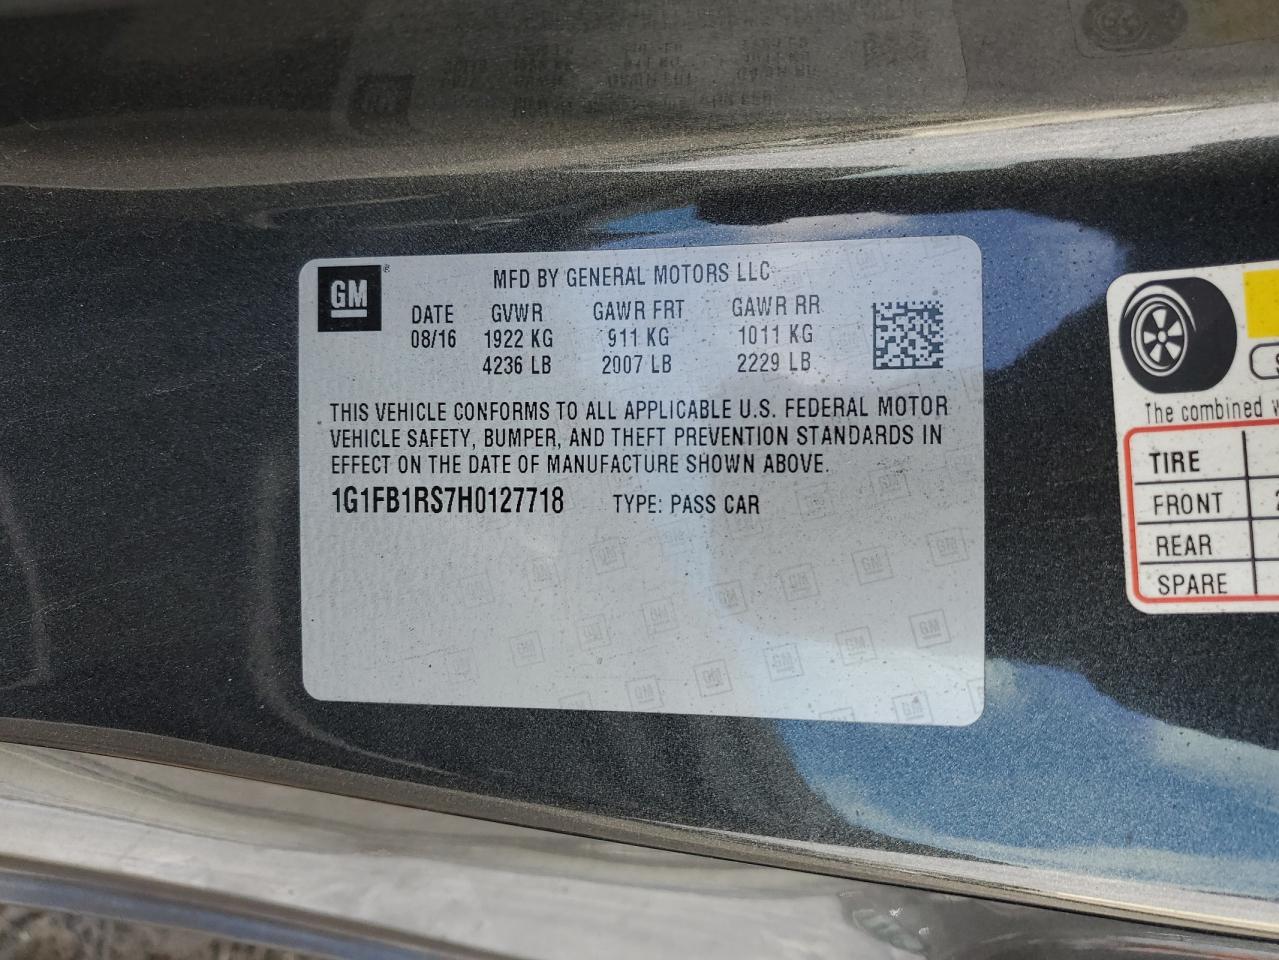 GM ®
MFD BY GENERAL MOTORS LLC
DATE GVWR GAWR FRT GAWR RR
08/16 1922 KG 911 KG 1011 KG
4236 LB 2007 LB 2229 LB
THIS VEHICLE CONFORMS TO ALL APPLICABLE U.S. FEDERAL MOTOR
VEHICLE SAFETY, BUMPER, AND THEFT PREVENTION STANDARDS IN
EFFECT ON THE DATE OF MANUFACTURE SHOWN ABOVE.
1G1FB1RS7H0127718 TYPE: PASS CAR
The combined
TIRE
FRONT
REAR
SPARE